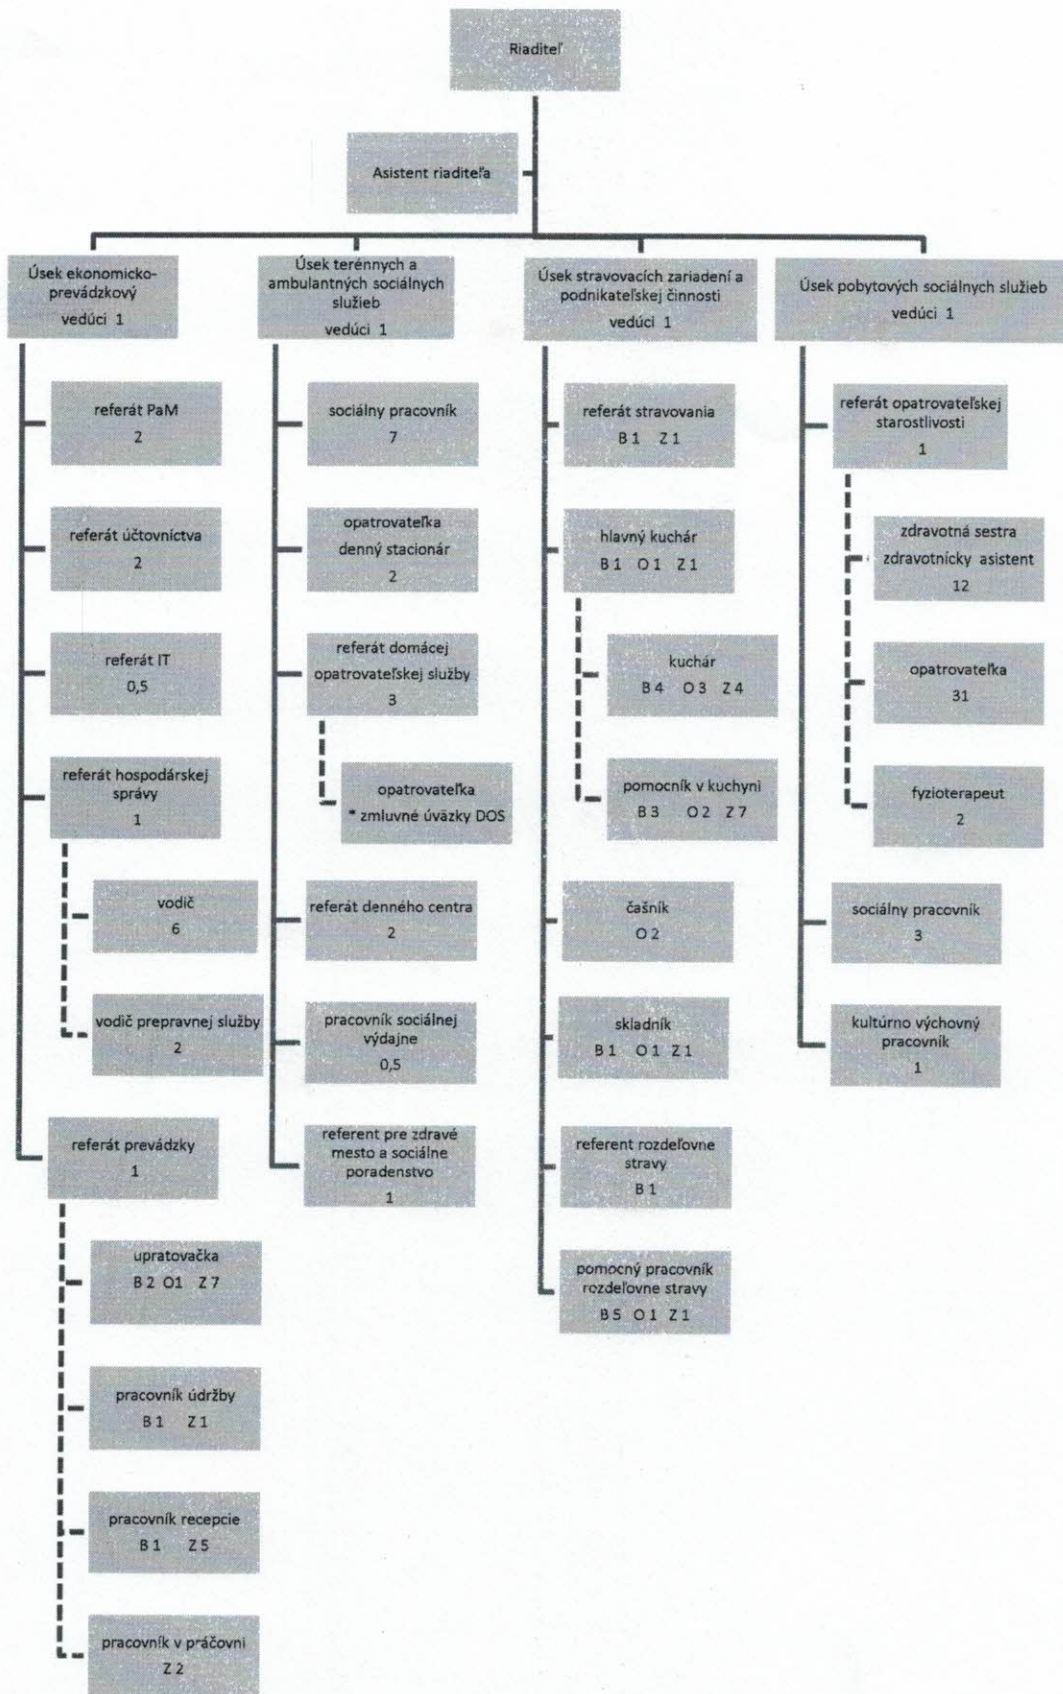 Riaditeľ
Asistent riaditeľa
Úsek ekonomicko-
prevádzkový
vedúci 1
referát PaM
2
referát účtovníctva
2
referát IT
0,5
referát hospodárskej
správy
1
vodič
6
vodič prepravnej služby
2
referát prevádzky
1
upratovačka
B 2 O1 Z 7
pracovník údržby
B 1 Z 1
pracovník recepcie
B 1 Z 5
pracovník v práčovni
Z 2
Úsek terénnych a
ambulantných sociálnych
služieb
vedúci 1
sociálny pracovník
7
opatrovateľka
denný stacionár
2
referát domácej
opatrovateľskej služby
3
opatrovateľka
* zmluvné úväzky DOS
referát denného centra
2
pracovník sociálnej
výdajne
0,5
referent pre zdravé
mesto a sociálne
poradenstvo
1
Úsek stravovacích zariadení a
podnikateľskej činnosti
vedúci 1
referát stravovania
B 1 Z 1
hlavný kuchár
B 1 O 1 Z 1
kuchár
B 4 O 3 Z 4
pomocník v kuchyni
B 3 O 2 Z 7
čašník
O 2
skladník
B 1 O 1 Z 1
referent rozdeľovne
stravy
B 1
pomocný pracovník
rozdeľovne stravy
B 5 O 1 Z 1
Úsek pobytových sociálnych služieb
vedúci 1
referát opatrovateľskej
starostlivosti
1
zdravotná sestra
zdravotnícky asistent
12
opatrovateľka
31
fyzioterapeut
2
sociálny pracovník
3
kultúrno výchovný
pracovník
1